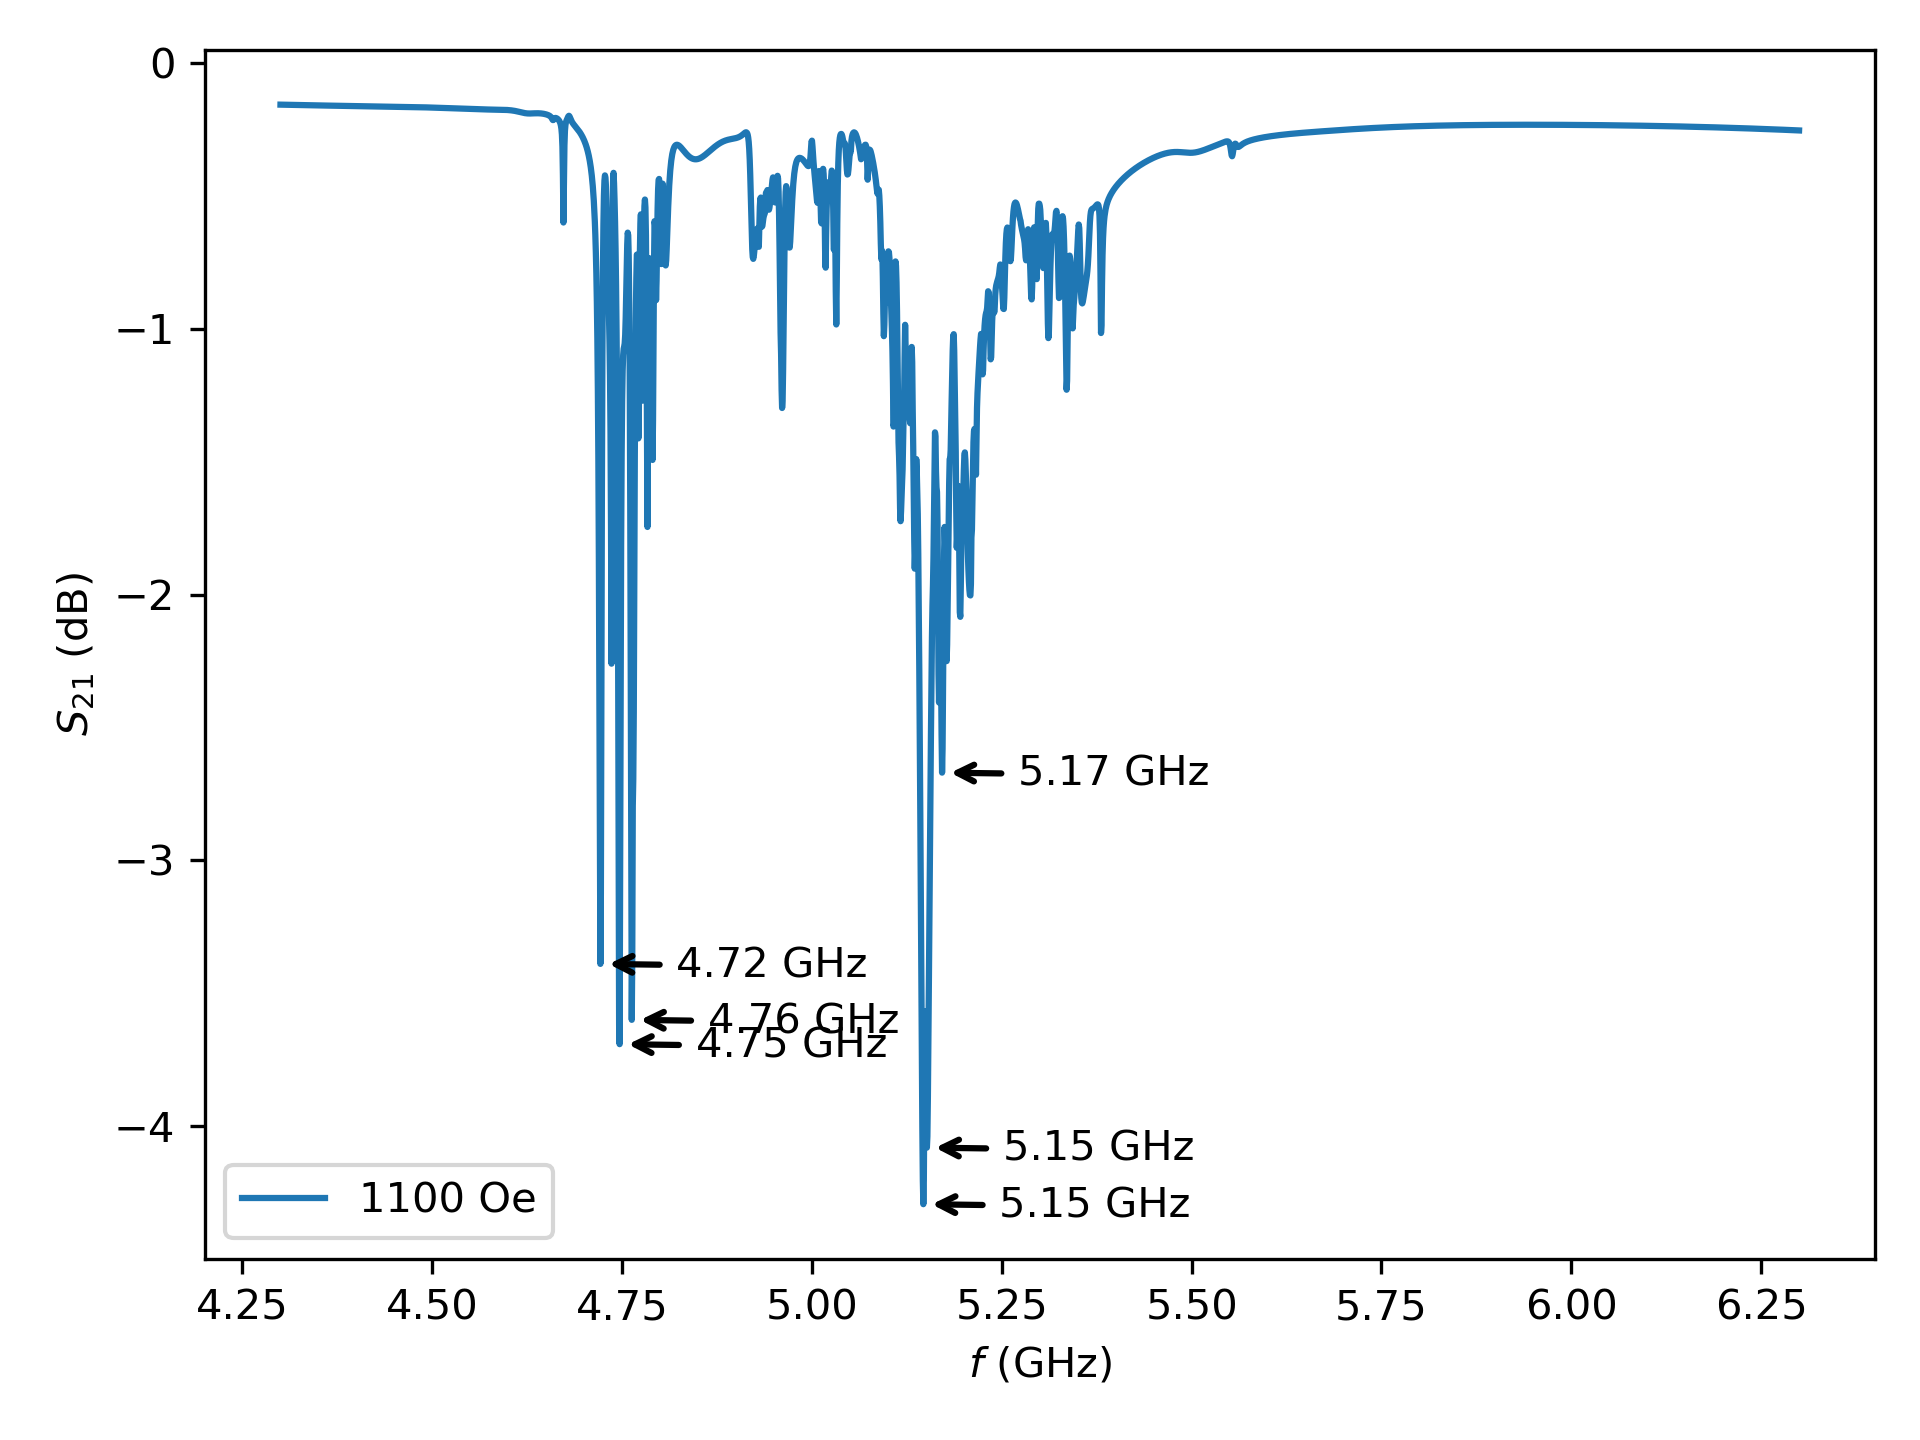 0
−1
−2
−3
−4
S21 (dB)
5.17 GHz
4.72 GHz
4.76 GHz
4.75 GHz
5.15 GHz
5.15 GHz
1100 Oe
4.25 4.50 4.75 5.00 5.25 5.50 5.75 6.00 6.25
f (GHz)